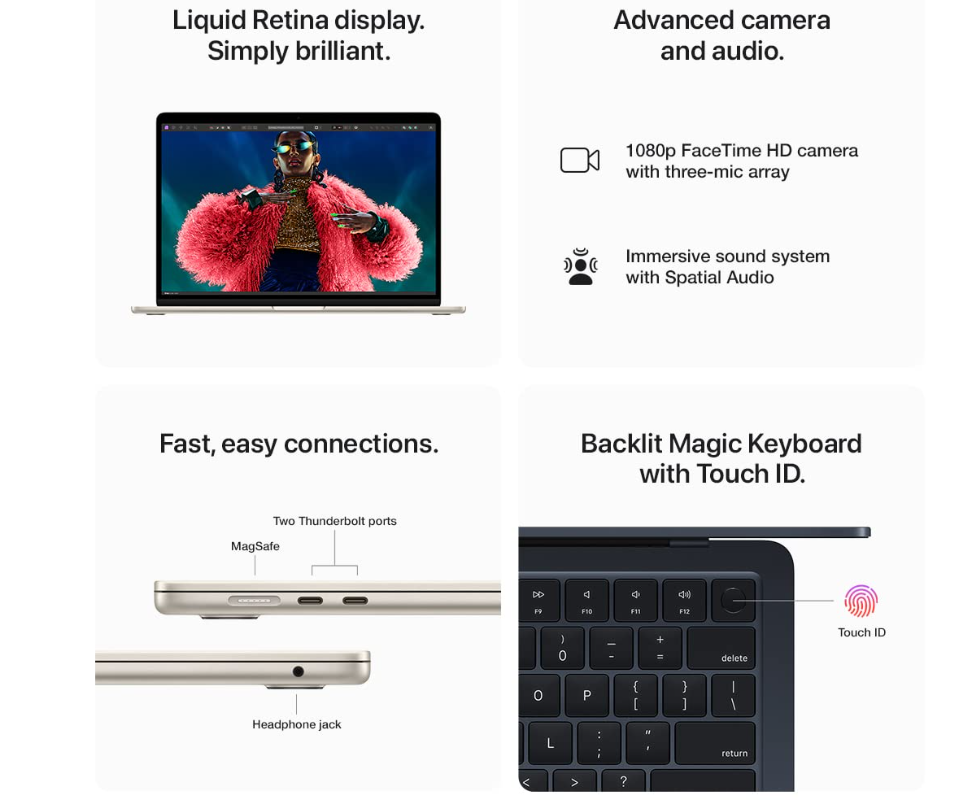 Liquid Retina display.
Simply brilliant.
Advanced camera
and audio.
1080p FaceTime HD camera
with three-mic array
Immersive sound system
with Spatial Audio
Fast, easy connections.
Two Thunderbolt ports
MagSafe
Headphone jack
Backlit Magic Keyboard
with Touch ID.
F9
F10
F11
F12
Touch ID
)
0
_
-
+
=
delete
O
P
{
[
}
]
|
\
L
:
;
"
'
return
<
>
?